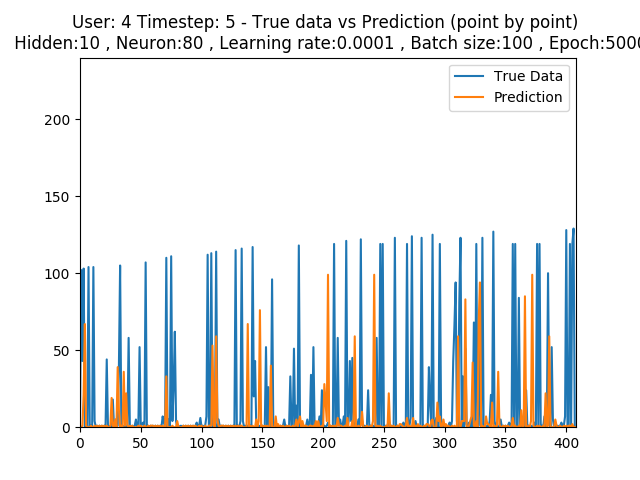 User: 4 Timestep: 5 - True data vs Prediction (point by point)
Hidden:10 , Neuron:80 , Learning rate:0.0001 , Batch size:100 , Epoch:5000
True Data
Prediction
200
150
100
50
0
0 50 100 150 200 250 300 350 400